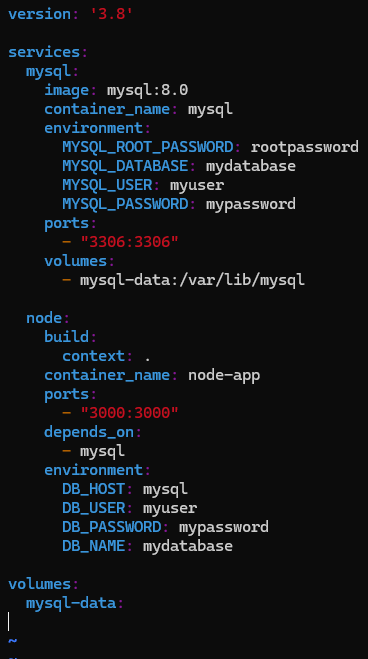 version: '3.8'

services:
  mysql:
    image: mysql:8.0
    container_name: mysql
    environment:
      MYSQL_ROOT_PASSWORD: rootpassword
      MYSQL_DATABASE: mydatabase
      MYSQL_USER: myuser
      MYSQL_PASSWORD: mypassword
    ports:
      - "3306:3306"
    volumes:
      - mysql-data:/var/lib/mysql

  node:
    build:
      context: .
    container_name: node-app
    ports:
      - "3000:3000"
    depends_on:
      - mysql
    environment:
      DB_HOST: mysql
      DB_USER: myuser
      DB_PASSWORD: mypassword
      DB_NAME: mydatabase

volumes:
  mysql-data:

~
~